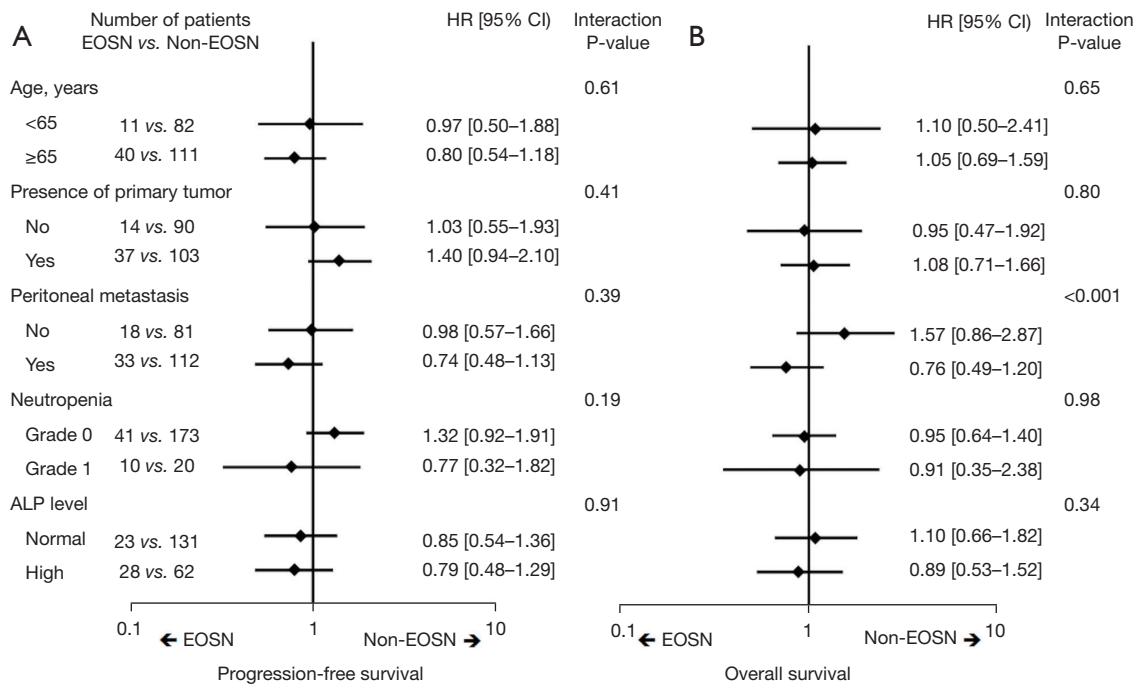 A
Number of patients
EOSN vs. Non-EOSN
HR [95% CI]
Interaction
P-value
B
HR [95% CI]
Interaction
P-value
Age, years 0.61 0.65
<65 11 vs. 82 0.97 [0.50–1.88] 1.10 [0.50–2.41]
≥65 40 vs. 111 0.80 [0.54–1.18] 1.05 [0.69–1.59]
Presence of primary tumor 0.41 0.80
No 14 vs. 90 1.03 [0.55–1.93] 0.95 [0.47–1.92]
Yes 37 vs. 103 1.40 [0.94–2.10] 1.08 [0.71–1.66]
Peritoneal metastasis 0.39 <0.001
No 18 vs. 81 0.98 [0.57–1.66] 1.57 [0.86–2.87]
Yes 33 vs. 112 0.74 [0.48–1.13] 0.76 [0.49–1.20]
Neutropenia 0.19 0.98
Grade 0 41 vs. 173 1.32 [0.92–1.91] 0.95 [0.64–1.40]
Grade 1 10 vs. 20 0.77 [0.32–1.82] 0.91 [0.35–2.38]
ALP level 0.91 0.34
Normal 23 vs. 131 0.85 [0.54–1.36] 1.10 [0.66–1.82]
High 28 vs. 62 0.79 [0.48–1.29] 0.89 [0.53–1.52]
0.1 1 10 0.1 1 10
← EOSN Non-EOSN → ← EOSN Non-EOSN →
Progression-free survival Overall survival